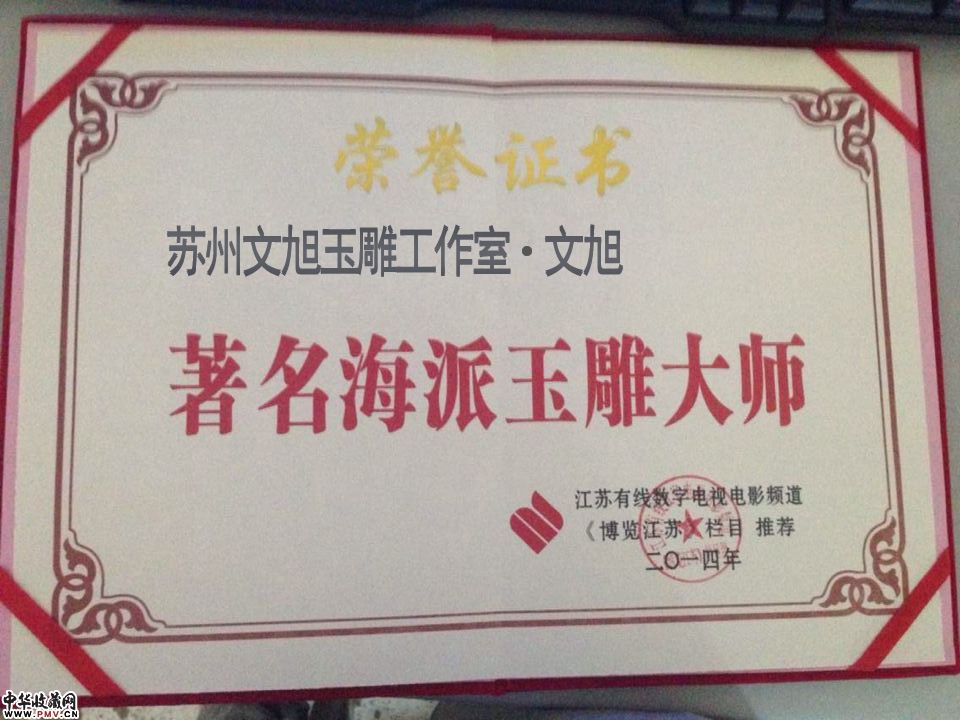 荣誉证书
苏州文旭玉雕工作室·文旭
著名海派玉雕大师
江苏有线数字电视电影频道
《博览江苏》栏目 推荐
二〇一四年
中华收藏网
www.PMV.CN